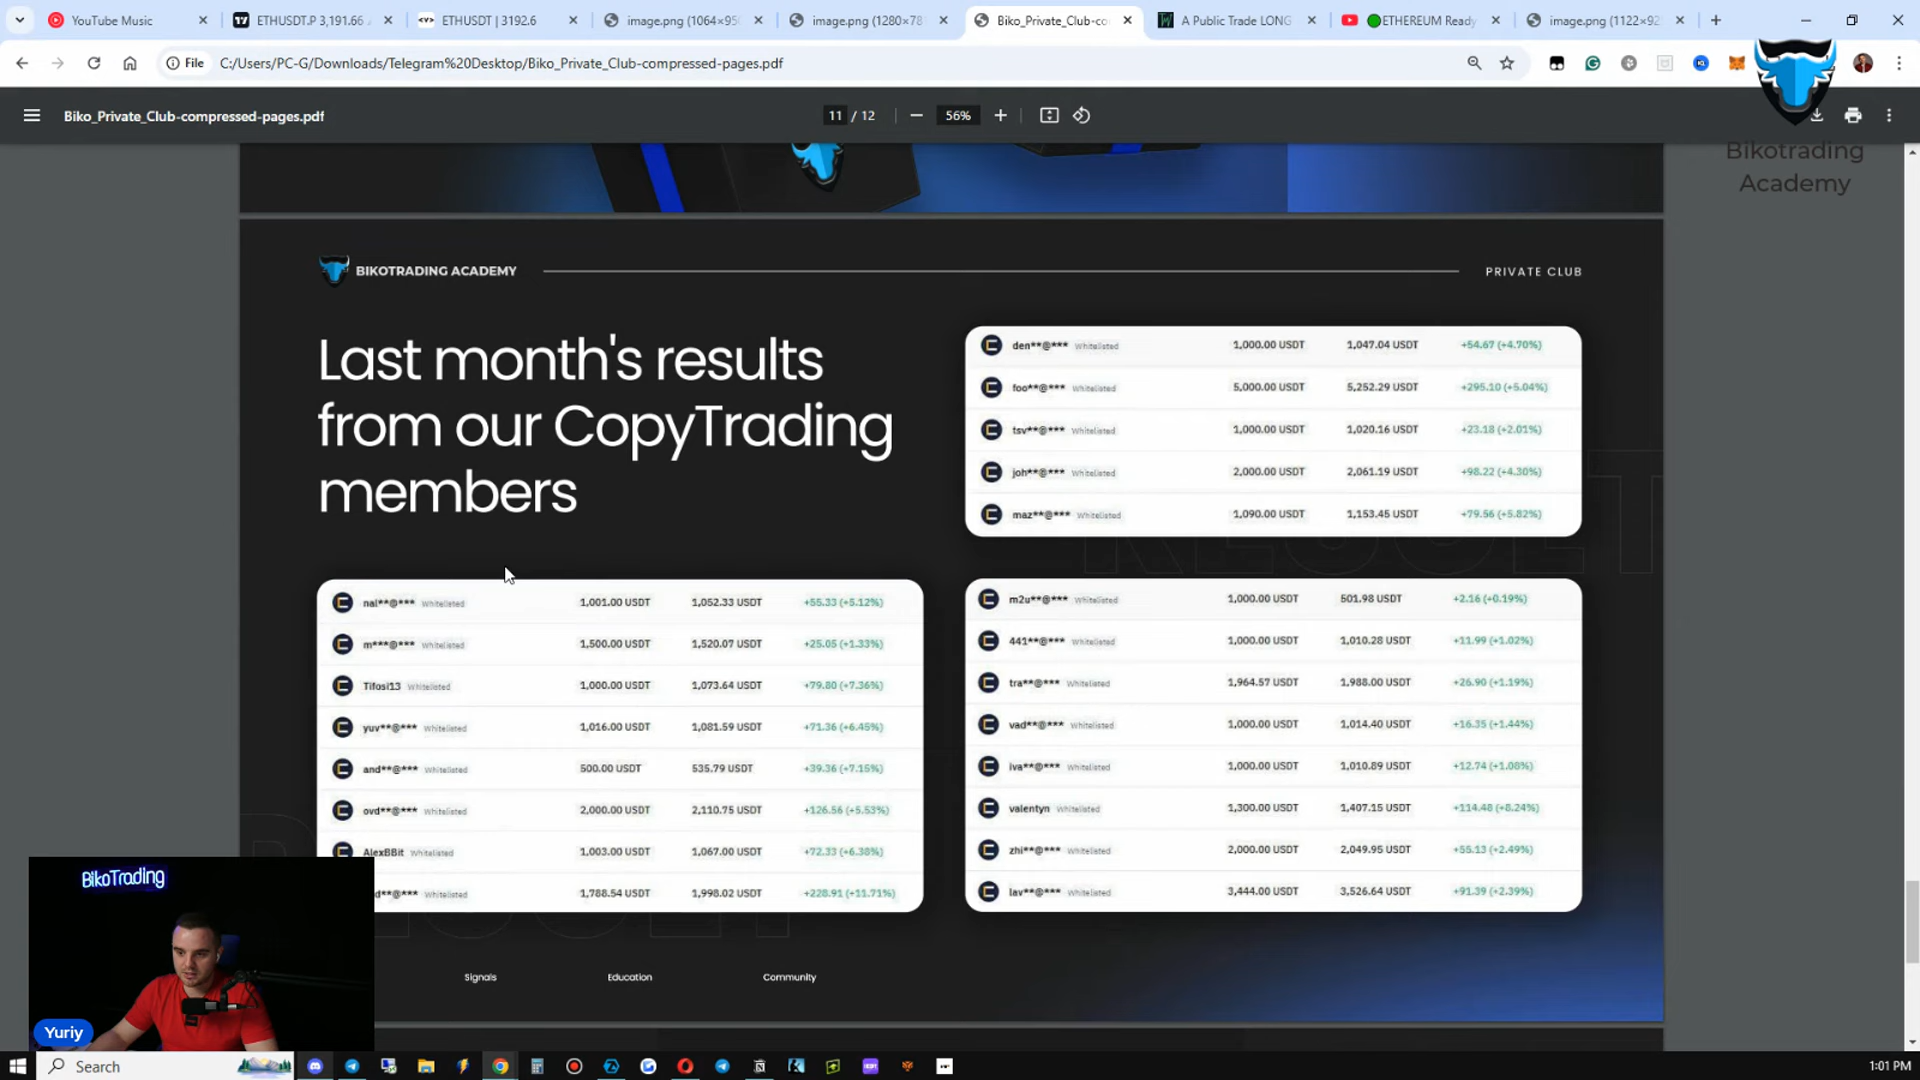 YouTube Music
ETHUSDT.P 3,191.66
ETHUSDT | 3192.6
image.png (1064×95
image.png (1280×78
Biko_Private_Club-co
A Public Trade LONG
ETHEREUM Ready
image.png (1122×92
File
C:/Users/PC-G/Downloads/Telegram%20Desktop/Biko_Private_Club-compressed-pages.pdf
Biko_Private_Club-compressed-pages.pdf
11 / 12
56%
Bikotrading
Academy
BIKOTRADING ACADEMY
PRIVATE CLUB
Last month's results
from our CopyTrading
members
den**@*** Whitelisted 1,000.00 USDT 1,047.04 USDT +54.67 (+4.70%)
foo**@*** Whitelisted 5,000.00 USDT 5,252.29 USDT +295.10 (+5.04%)
tsv**@*** Whitelisted 1,000.00 USDT 1,020.16 USDT +23.18 (+2.01%)
joh**@*** Whitelisted 2,000.00 USDT 2,061.19 USDT +98.22 (+4.30%)
maz**@*** Whitelisted 1,090.00 USDT 1,153.45 USDT +79.56 (+5.82%)
nal**@*** Whitelisted 1,001.00 USDT 1,052.33 USDT +55.33 (+5.12%)
m***@*** Whitelisted 1,500.00 USDT 1,520.07 USDT +25.05 (+1.33%)
Tifosi13 Whitelisted 1,000.00 USDT 1,073.64 USDT +79.80 (+7.36%)
yuv**@*** Whitelisted 1,016.00 USDT 1,081.59 USDT +71.36 (+6.45%)
and**@*** Whitelisted 500.00 USDT 535.79 USDT +39.36 (+7.15%)
ovd**@*** Whitelisted 2,000.00 USDT 2,110.75 USDT +126.56 (+5.53%)
AlexBBit Whitelisted 1,003.00 USDT 1,067.00 USDT +72.33 (+6.38%)
d**@*** Whitelisted 1,788.54 USDT 1,998.02 USDT +228.91 (+11.71%)
m2u**@*** Whitelisted 1,000.00 USDT 501.98 USDT +2.16 (+0.19%)
441**@*** Whitelisted 1,000.00 USDT 1,010.28 USDT +11.99 (+1.02%)
tra**@*** Whitelisted 1,964.57 USDT 1,988.00 USDT +26.90 (+1.19%)
vad**@*** Whitelisted 1,000.00 USDT 1,014.40 USDT +16.35 (+1.44%)
iva**@*** Whitelisted 1,000.00 USDT 1,010.89 USDT +12.74 (+1.08%)
valentyn Whitelisted 1,300.00 USDT 1,407.15 USDT +114.48 (+8.24%)
zhi**@*** Whitelisted 2,000.00 USDT 2,049.95 USDT +55.13 (+2.49%)
lav**@*** Whitelisted 3,444.00 USDT 3,526.64 USDT +91.39 (+2.39%)
Signals
Education
Community
BikoTrading
Yuriy
Search
1:01 PM